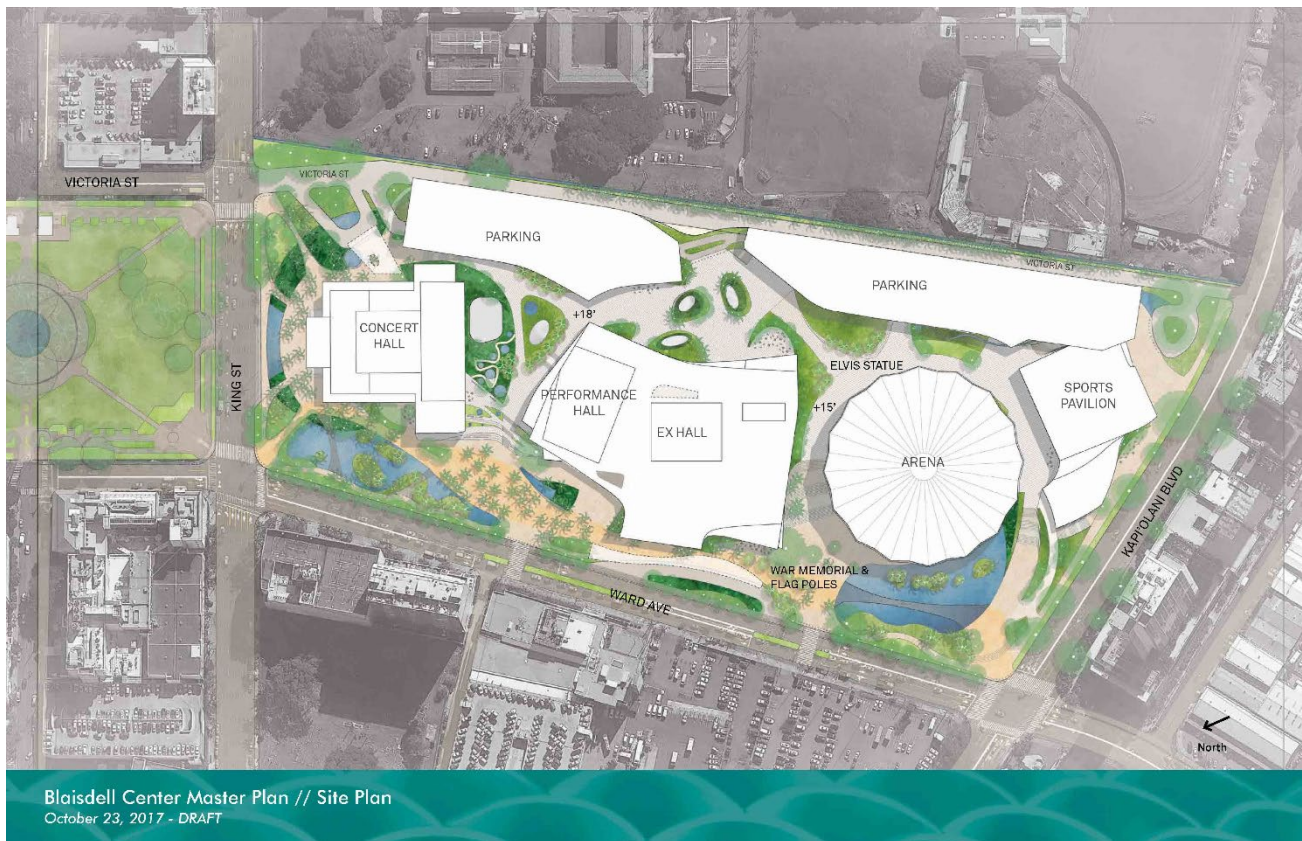 VICTORIA ST
VICTORIA ST
PARKING
VICTORIA ST
PARKING
+18'
CONCERT
HALL
KING ST
PERFORMANCE
HALL
EX HALL
ELVIS STATUE
+15'
SPORTS
PAVILION
ARENA
KAPI'OLANI BLVD
WAR MEMORIAL &
FLAG POLES
WARD AVE
North
Blaisdell Center Master Plan // Site Plan
October 23, 2017 - DRAFT